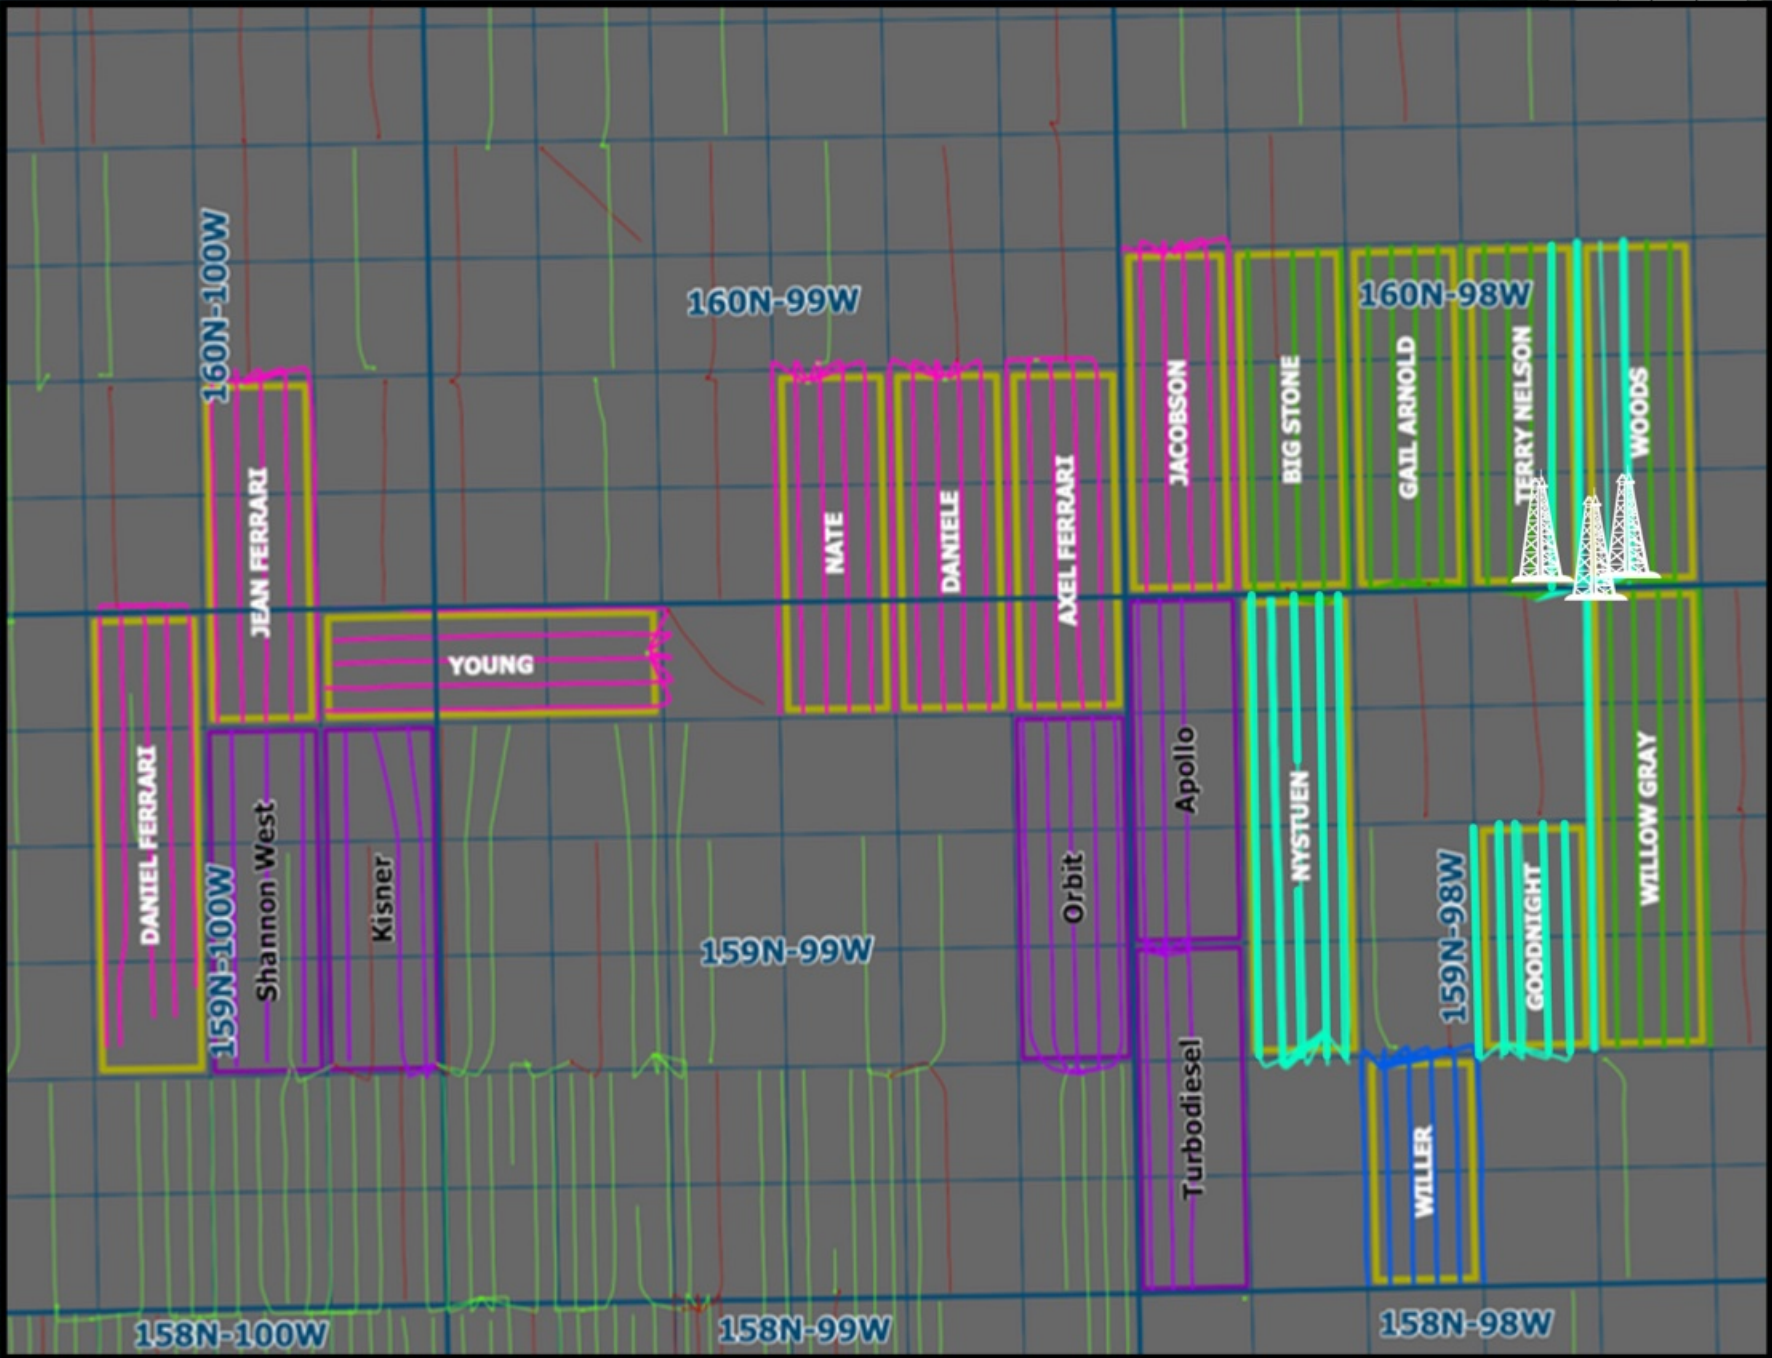 160N-100W
160N-99W
160N-98W
JEAN FERRARI
NATE
DANIELE
AXEL FERRARI
JACOBSON
BIG STONE
GAIL ARNOLD
TERRY NELSON
WOODS
YOUNG
DANIEL FERRARI
159N-100W
Shannon West
Kisner
159N-99W
Orbit
Apollo
Turbodiesel
NYSTUEN
159N-98W
GOODNIGHT
WILLOW GRAY
WILLER
158N-100W
158N-99W
158N-98W